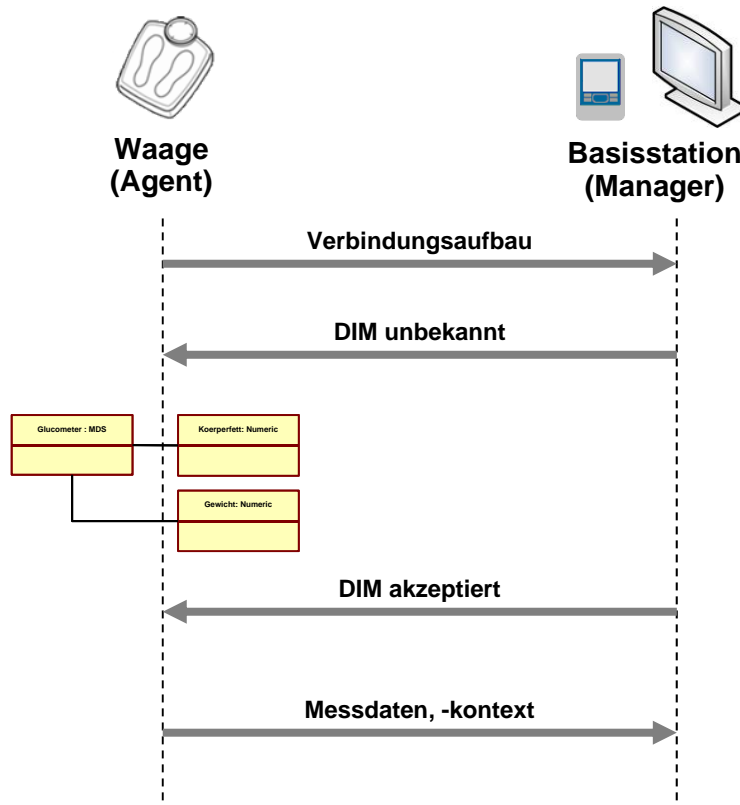 Waage
(Agent)
Basisstation
(Manager)
Verbindungsaufbau
DIM unbekannt
Glucometer : MDS
Koerperfett: Numeric
Gewicht: Numeric
DIM akzeptiert
Messdaten, -kontext